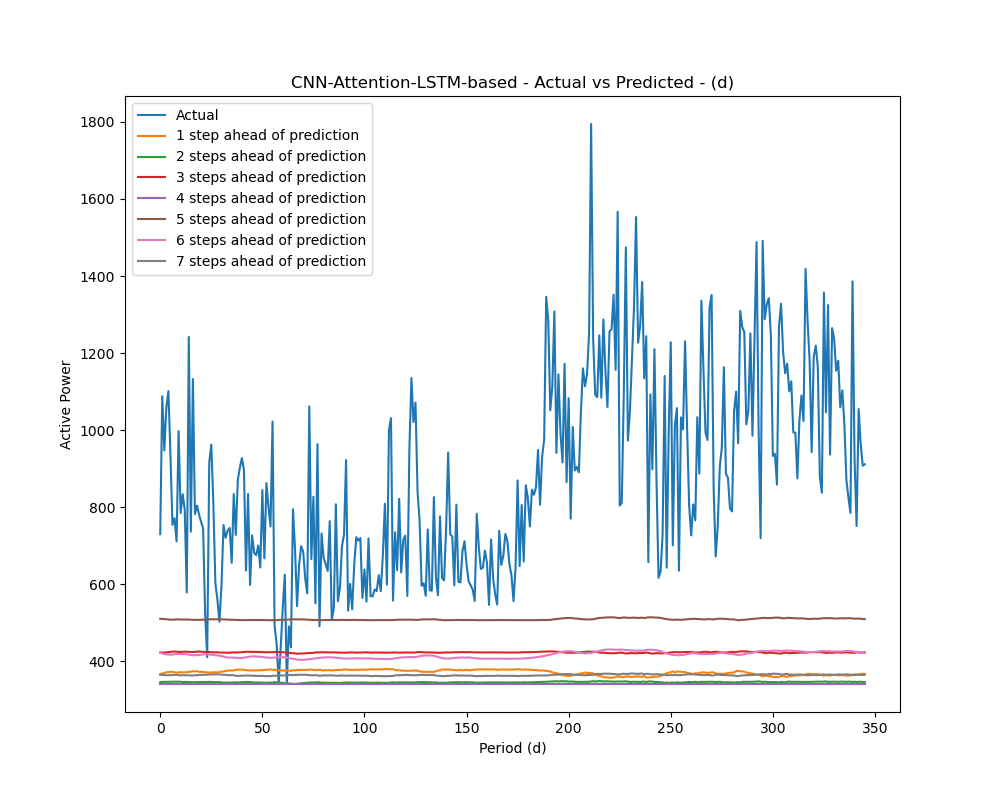 CNN-Attention-LSTM-based - Actual vs Predicted - (d)
Actual
1 step ahead of prediction
2 steps ahead of prediction
3 steps ahead of prediction
4 steps ahead of prediction
5 steps ahead of prediction
6 steps ahead of prediction
7 steps ahead of prediction
1800
1600
1400
1200
1000
800
600
400
Active Power
0 50 100 150 200 250 300 350
Period (d)